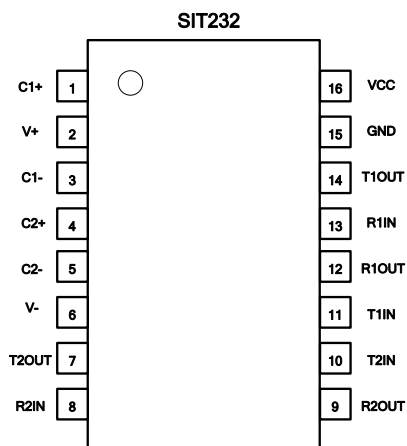 SIT232
C1+ 1 16 VCC
V+ 2 15 GND
C1- 3 14 T1OUT
C2+ 4 13 R1IN
C2- 5 12 R1OUT
V- 6 11 T1IN
T2OUT 7 10 T2IN
R2IN 8 9 R2OUT